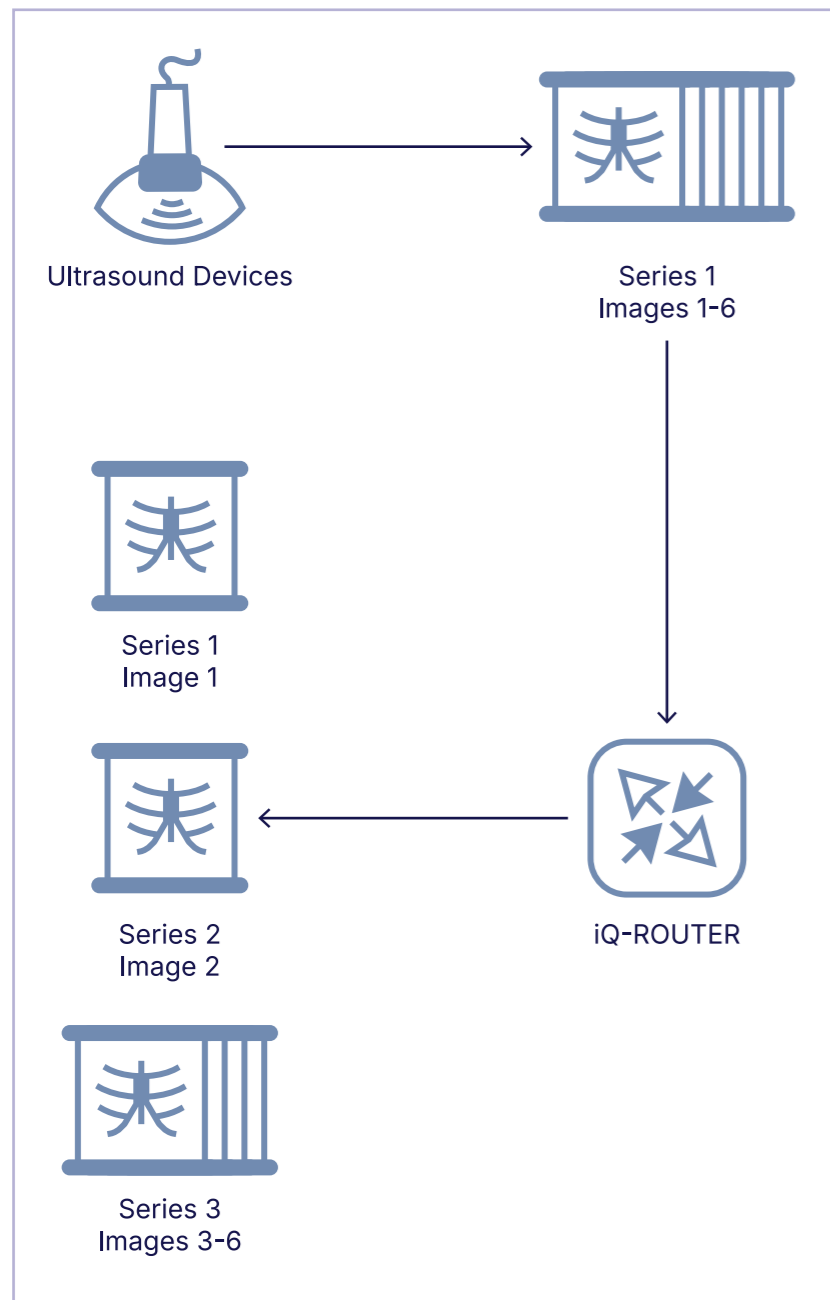 Ultrasound Devices
Series 1
Images 1-6
Series 1
Image 1
Series 2
Image 2
iQ-ROUTER
Series 3
Images 3-6